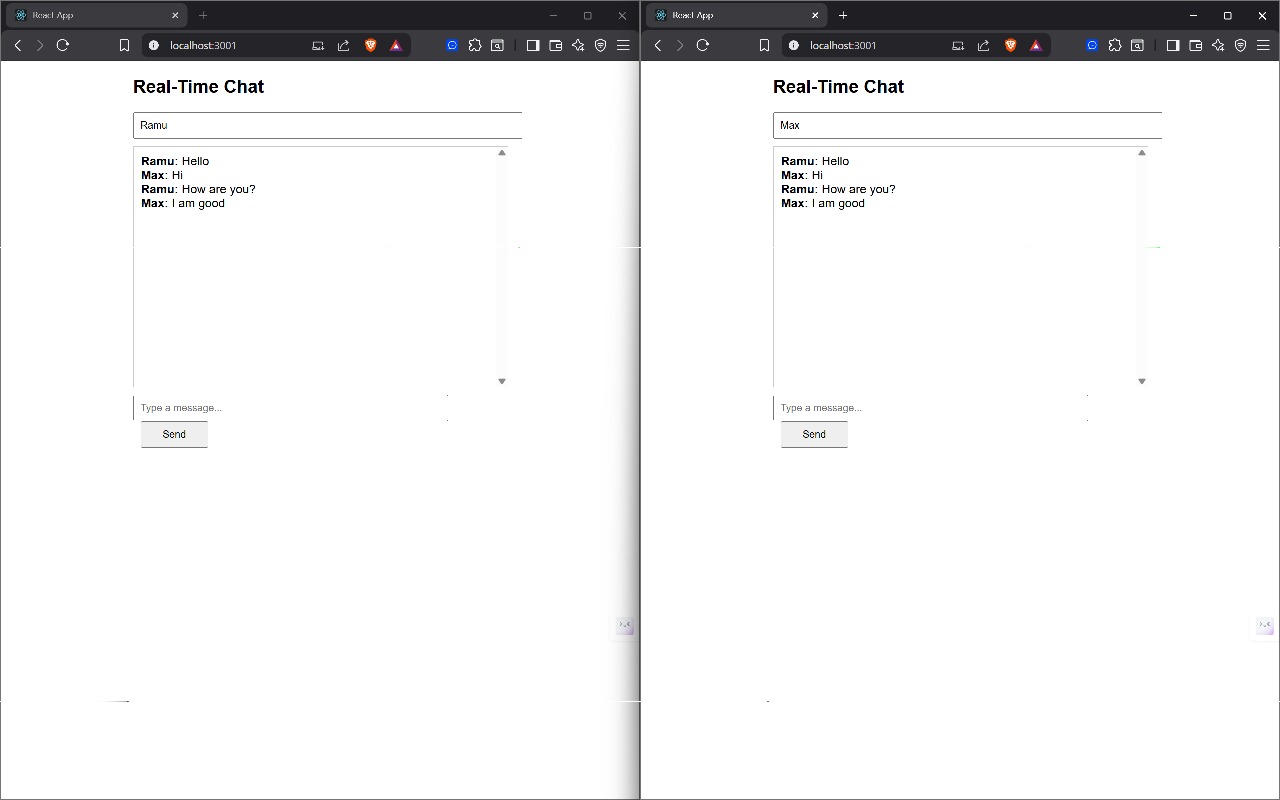 React App
localhost:3001
Real-Time Chat
Ramu
Ramu: Hello
Max: Hi
Ramu: How are you?
Max: I am good
Type a message...
Send
React App
localhost:3001
Real-Time Chat
Max
Ramu: Hello
Max: Hi
Ramu: How are you?
Max: I am good
Type a message...
Send